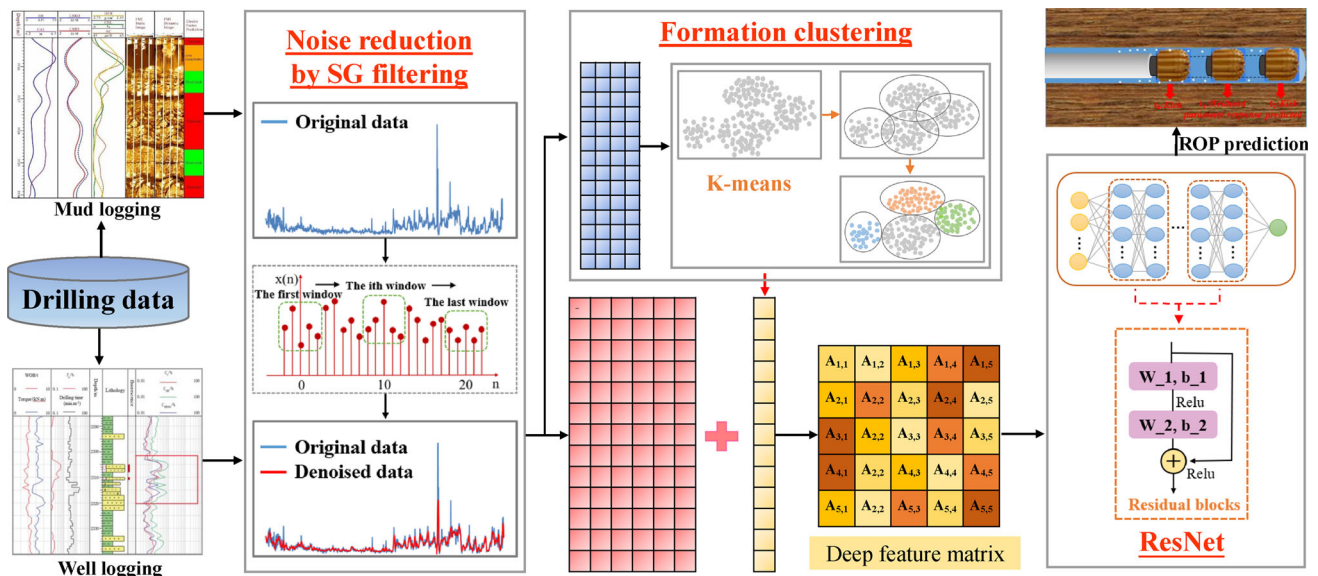 Mud logging
Drilling data
Well logging
Noise reduction
by SG filtering
Original data
x(n)
The first window
The ith window
The last window
0
10
20
n
Original data
Denoised data
Formation clustering
K-means
A1,1 A1,2 A1,3 A1,4 A1,5
A2,1 A2,2 A2,3 A2,4 A2,5
A3,1 A2,2 A3,3 A3,4 A3,5
A4,1 A2,2 A4,3 A4,4 A4,5
A5,1 A2,2 A5,3 A5,4 A5,5
Deep feature matrix
ROP prediction
W_1, b_1
Relu
W_2, b_2
+
Relu
Residual blocks
ResNet